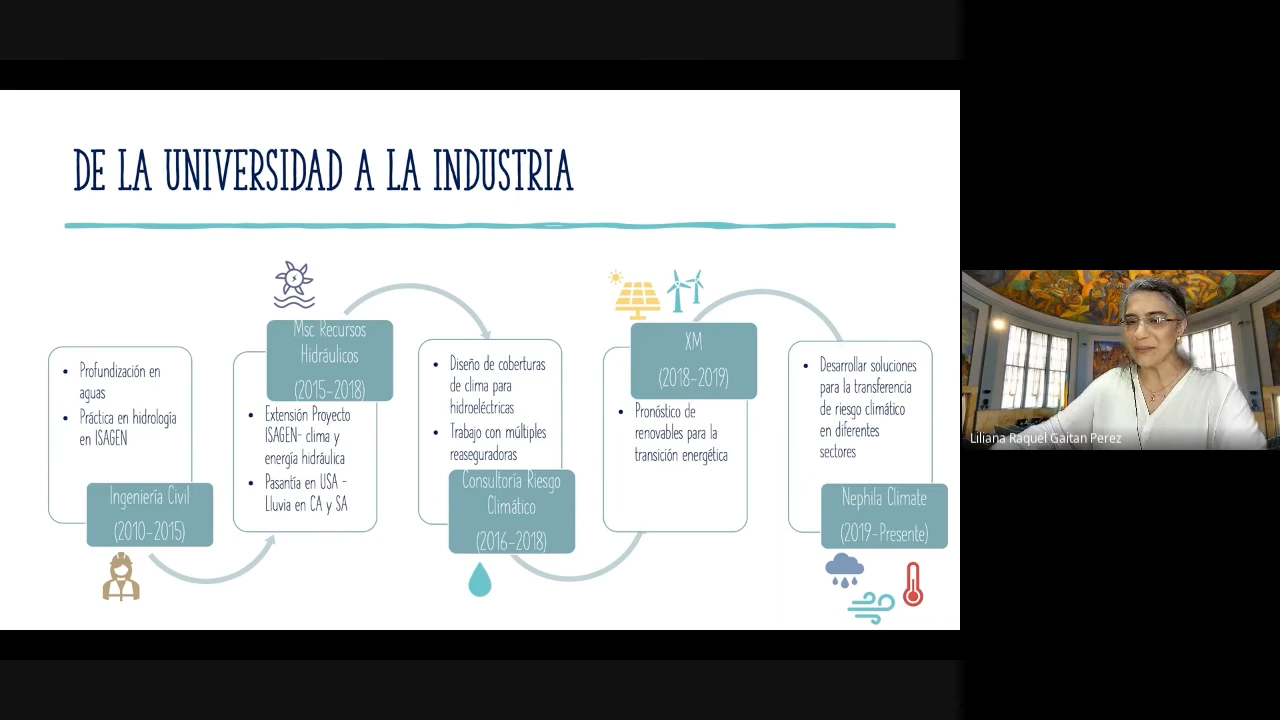 DE LA UNIVERSIDAD A LA INDUSTRIA
• Profundización en
aguas
• Práctica en hidrología
en ISAGEN
Ingeniería Civil
(2010-2015)
Msc Recursos
Hidráulicos
(2015-2018)
• Extensión Proyecto
ISAGEN- clima y
energía hidráulica
• Pasantía en USA -
Lluvia en CA y SA
• Diseño de coberturas
de clima para
hidroeléctricas
• Trabajo con múltiples
reaseguradoras
Consultoría Riesgo
Climático
(2016-2018)
XM
(2018-2019)
• Pronóstico de
renovables para la
transición energética
• Desarrollar soluciones
para la transferencia
de riesgo climático
en diferentes
sectores
Nephila Climate
(2019-Presente)
Liliana Raquel Gaitan Perez